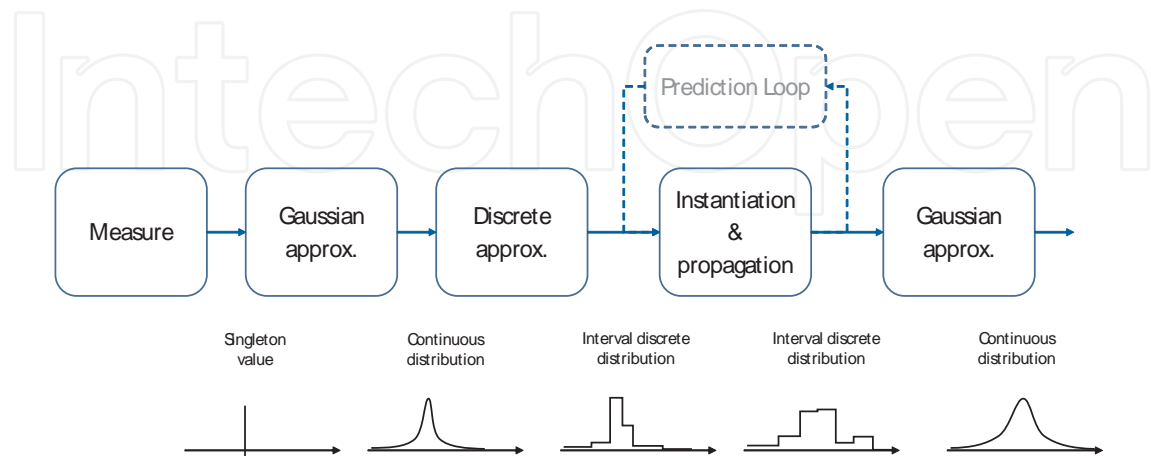 IntechOpen
Prediction Loop
Measure
Gaussian
approx.
Discrete
approx.
Instantiation
&
propagation
Gaussian
approx.
Singleton
value
Continuous
distribution
Interval discrete
distribution
Interval discrete
distribution
Continuous
distribution